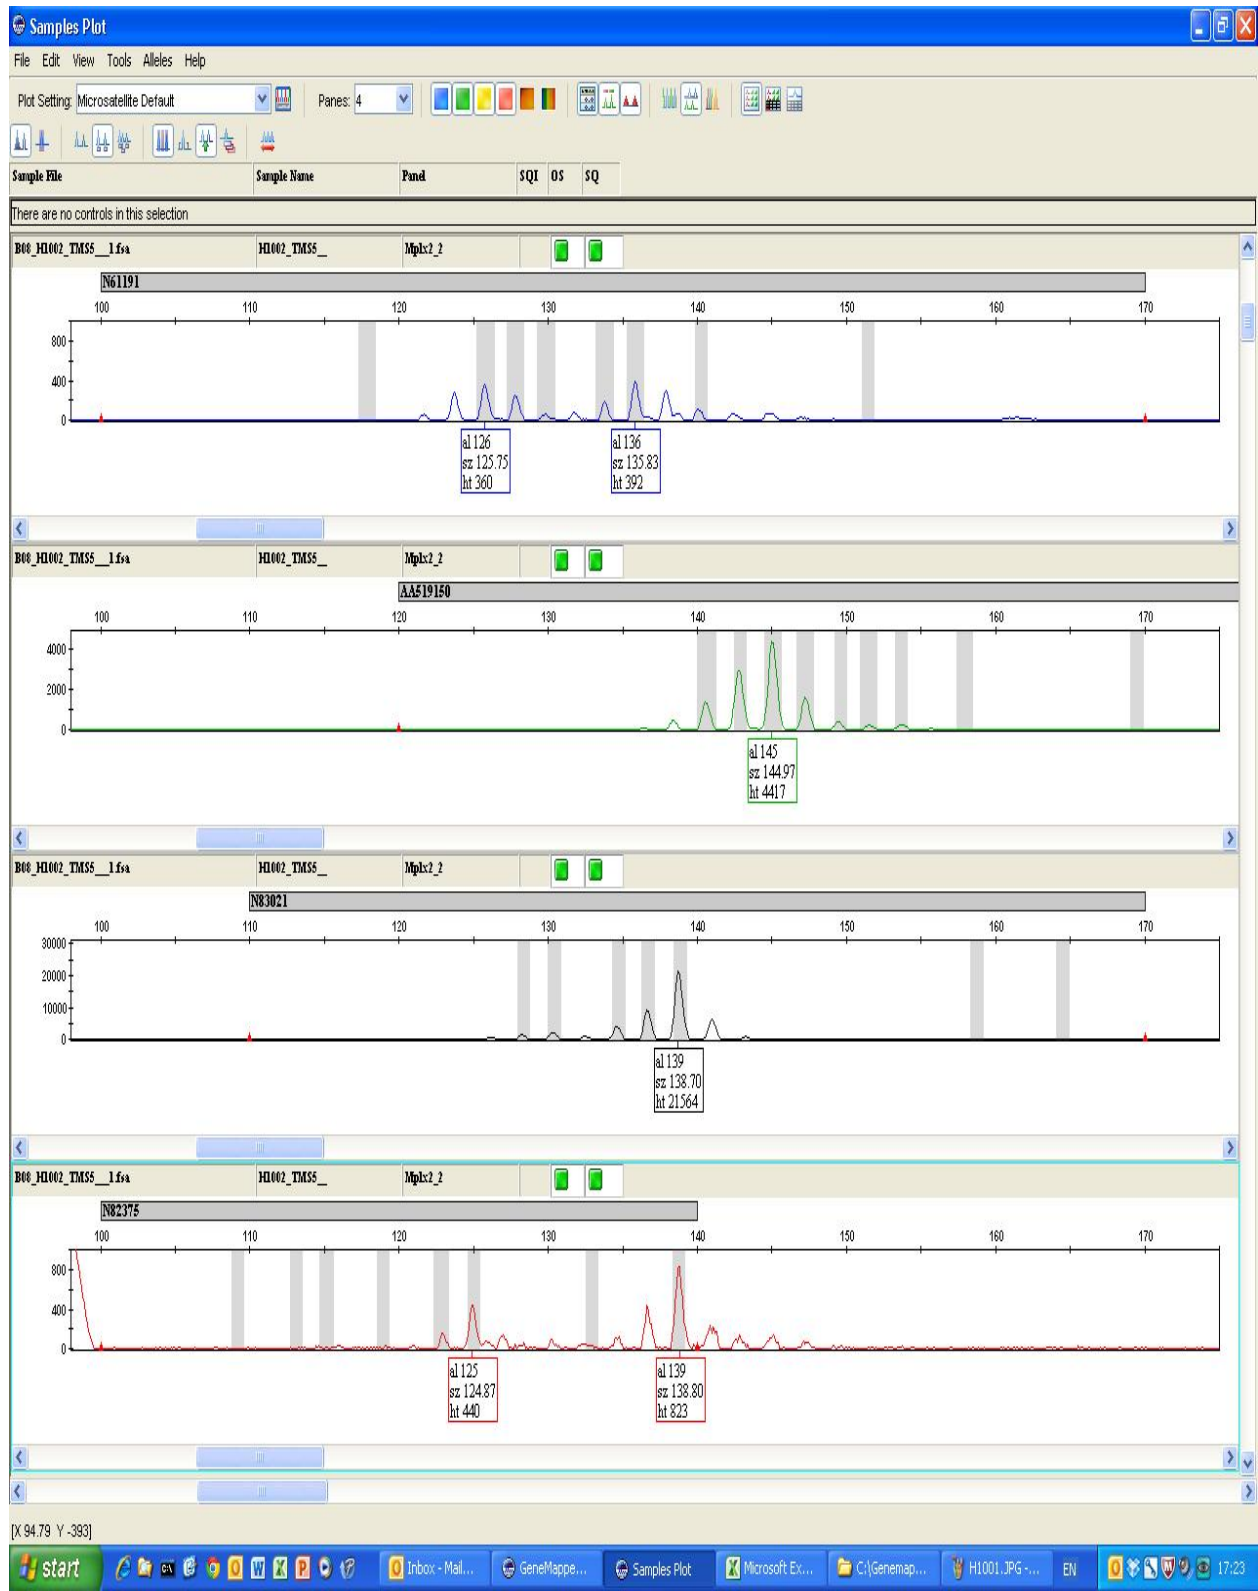 Samples Plot
File Edit View Tools Alleles Help
Plot Setting: Microsatellite Default Panes: 4
Sample File Sample Name Panel SQI OS SQ
There are no controls in this selection
B08_H1002_TMS5__1.fsa H1002_TMS5__ Mplx2_2
N61191
100 110 120 130 140 150 160 170
800
400
0
al 126 al 136
sz 125.75 sz 135.83
ht 360 ht 392
B08_H1002_TMS5__1.fsa H1002_TMS5__ Mplx2_2
AA519150
100 110 120 130 140 150 160 170
4000
2000
0
al 145
sz 144.97
ht 4417
B08_H1002_TMS5__1.fsa H1002_TMS5__ Mplx2_2
N83021
100 110 120 130 140 150 160 170
30000
20000
10000
0
al 139
sz 138.70
ht 21564
B08_H1002_TMS5__1.fsa H1002_TMS5__ Mplx2_2
N82375
100 110 120 130 140 150 160 170
800
400
0
al 125 al 139
sz 124.87 sz 138.80
ht 440 ht 823
[X 94.79 Y -393]
start Inbox - Mail... GeneMappe... Samples Plot Microsoft Ex... C:\Genemap... H1001.JPG -... EN 17:23